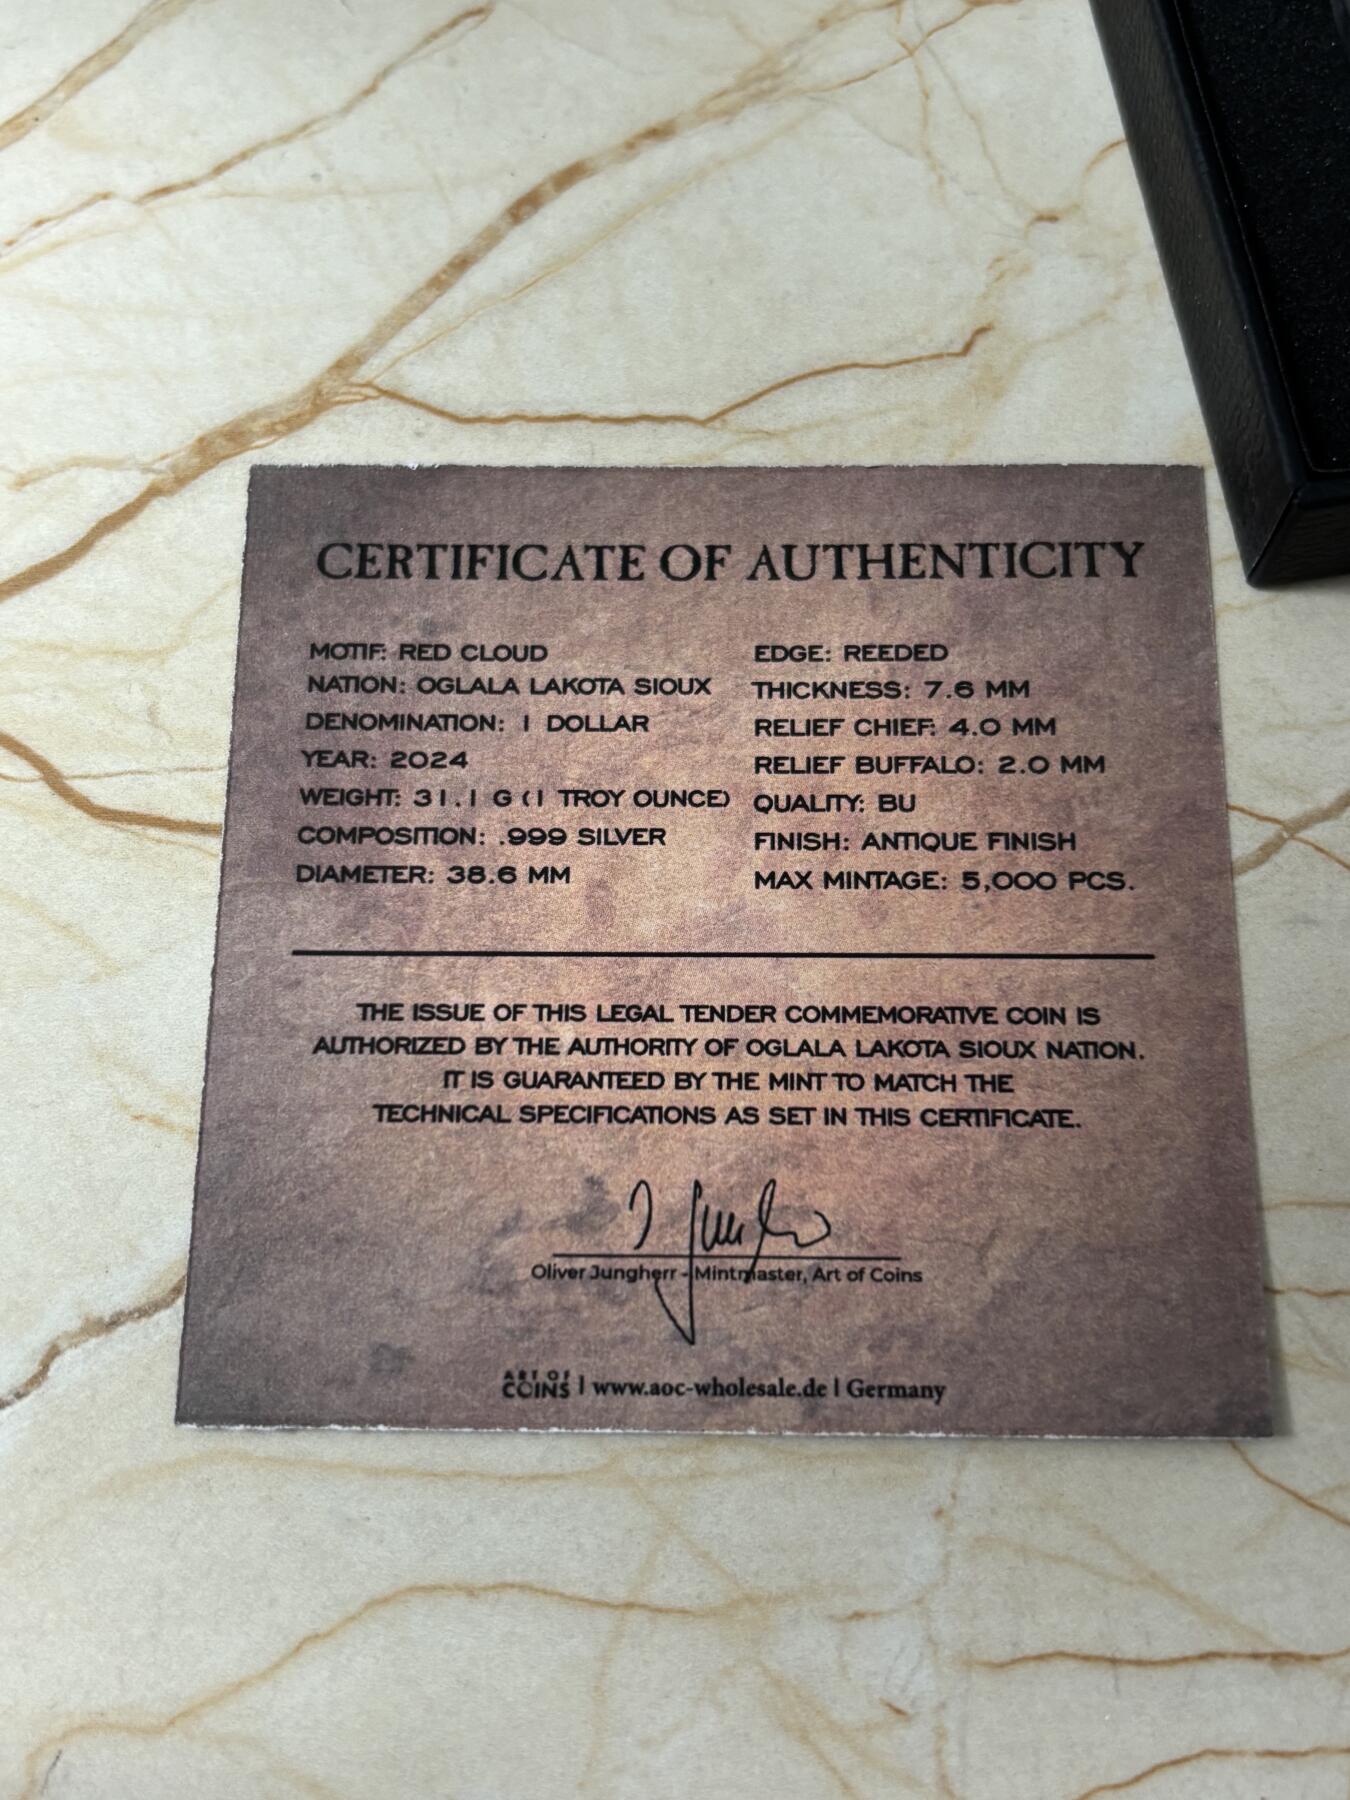 CERTIFICATE OF AUTHENTICITY
MOTIF: RED CLOUD
NATION: OGLALA LAKOTA SIOUX
DENOMINATION: 1 DOLLAR
YEAR: 2024
WEIGHT: 31.1 G (1 TROY OUNCE)
COMPOSITION: .999 SILVER
DIAMETER: 38.6 MM
EDGE: REEDED
THICKNESS: 7.6 MM
RELIEF CHIEF: 4.0 MM
RELIEF BUFFALO: 2.0 MM
QUALITY: BU
FINISH: ANTIQUE FINISH
MAX MINTAGE: 5,000 PCS.
THE ISSUE OF THIS LEGAL TENDER COMMEMORATIVE COIN IS
AUTHORIZED BY THE AUTHORITY OF OGLALA LAKOTA SIOUX NATION.
IT IS GUARANTEED BY THE MINT TO MATCH THE
TECHNICAL SPECIFICATIONS AS SET IN THIS CERTIFICATE.
Oliver Jungherr - Mintmaster, Art of Coins
ART OF
COINS | www.aoc-wholesale.de | Germany